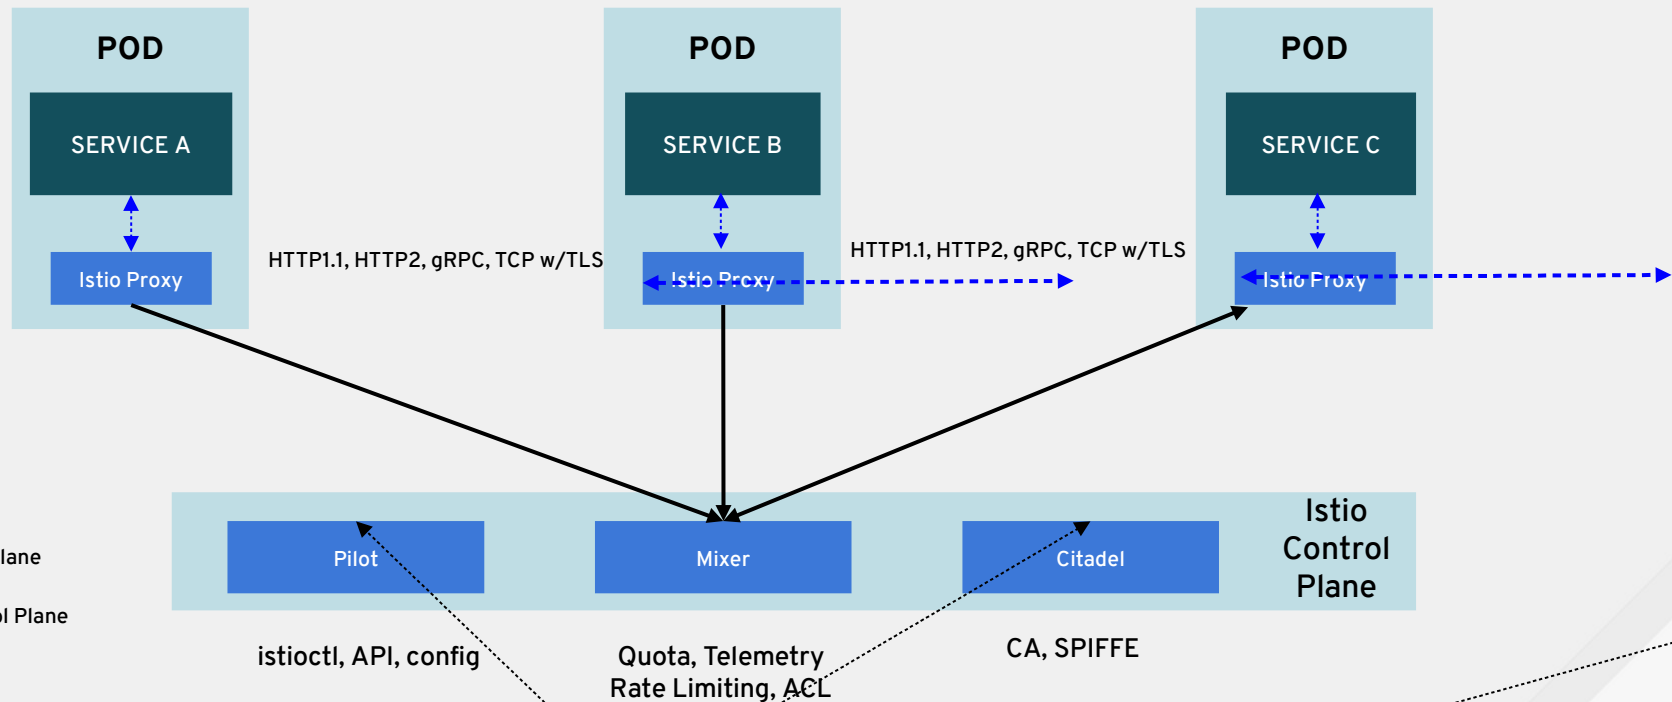 POD
POD
POD
SERVICE A
SERVICE B
SERVICE C
HTTP1.1, HTTP2, gRPC, TCP w/TLS
HTTP1.1, HTTP2, gRPC, TCP w/TLS
Istio Proxy
Istio Proxy
Istio Proxy
Istio
Control
Plane
Pilot
Mixer
Citadel
Plane
istioctl, API, config
Quota, Telemetry
Rate Limiting, ACL
CA, SPIFFE